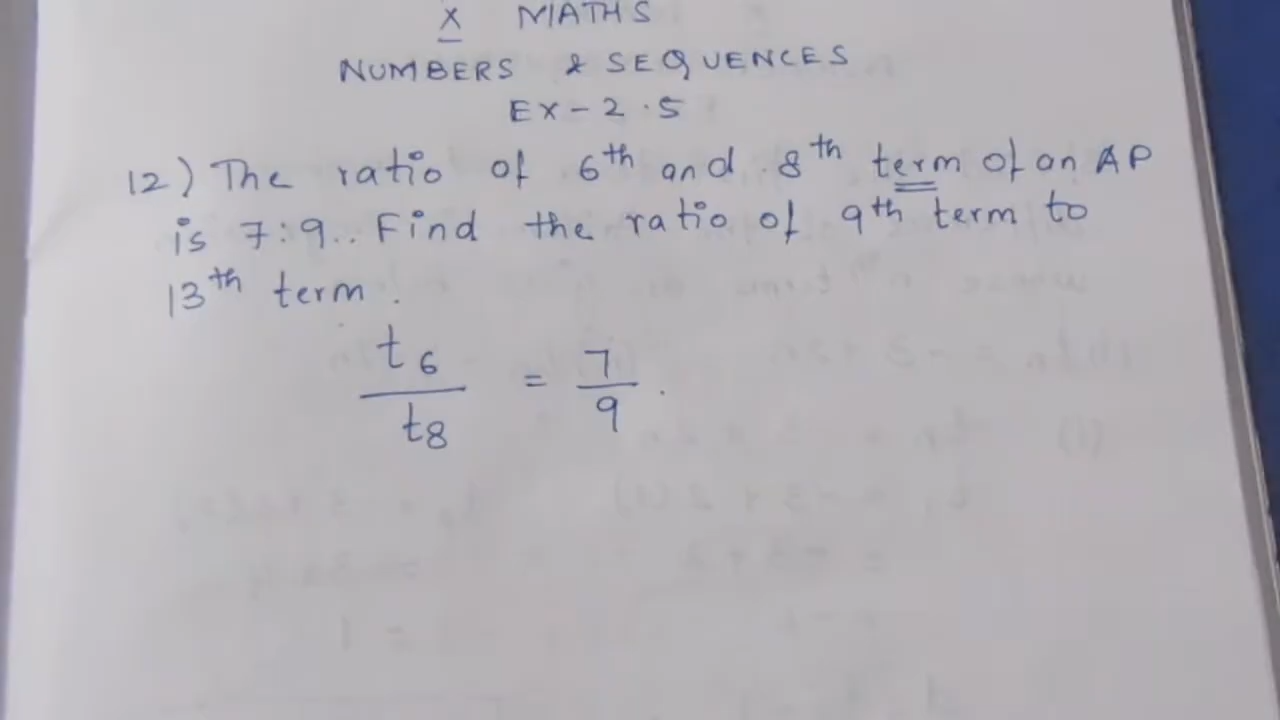 X MATHS
NUMBERS & SEQUENCES
EX - 2.5
12) The ratio of 6th and 8th term of an AP
is 7:9.. Find the ratio of 9th term to
13th term.
t6/t8 = 7/9.